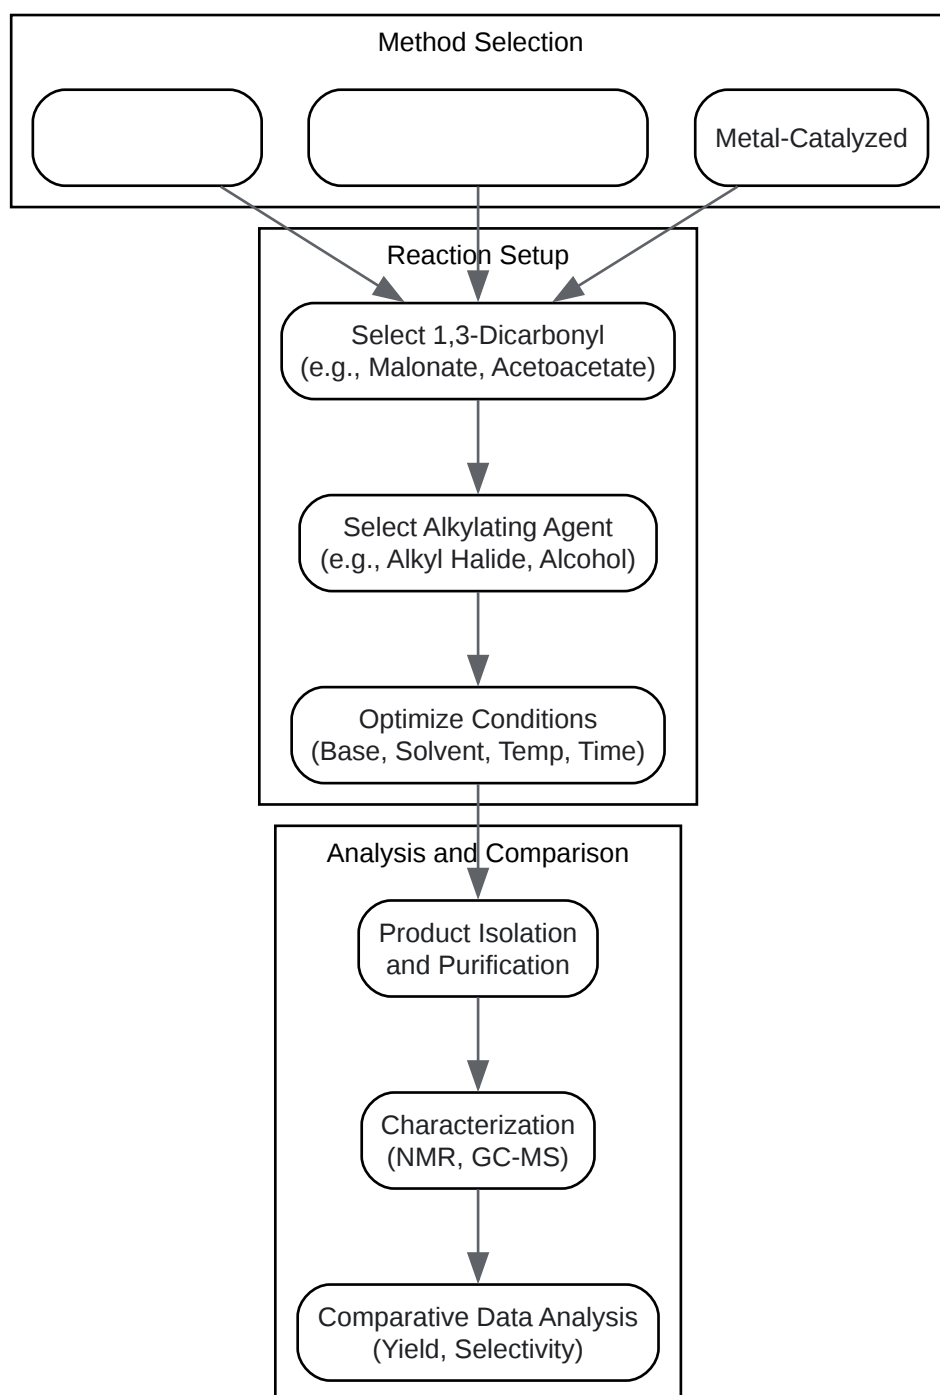 Method Selection
Metal-Catalyzed
Reaction Setup
Select 1,3-Dicarbonyl
(e.g., Malonate, Acetoacetate)
Select Alkylating Agent
(e.g., Alkyl Halide, Alcohol)
Optimize Conditions
(Base, Solvent, Temp, Time)
Analysis and Comparison
Product Isolation
and Purification
Characterization
(NMR, GC-MS)
Comparative Data Analysis
(Yield, Selectivity)